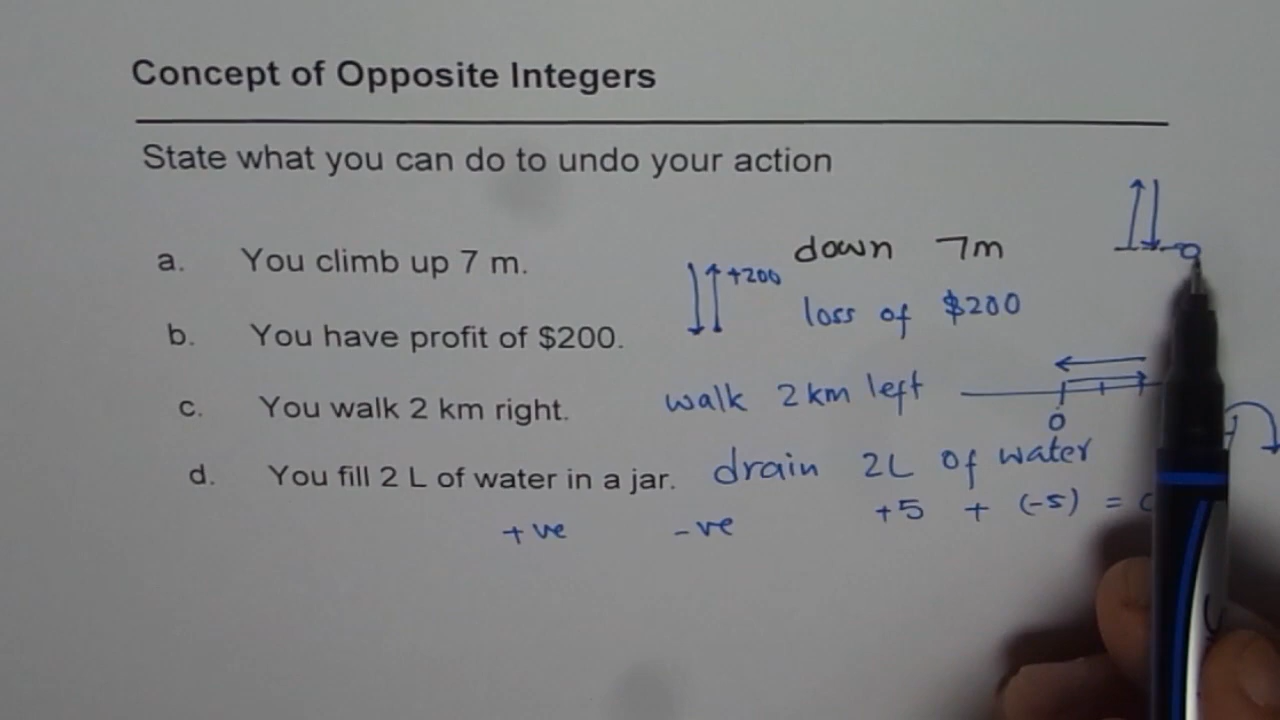 Concept of Opposite Integers
State what you can do to undo your action
a. You climb up 7 m. down 7m
b. You have profit of $200. +200 loss of $200
c. You walk 2 km right. walk 2 km left
0
d. You fill 2 L of water in a jar. drain 2L of water
+ve -ve +5 + (-5) =